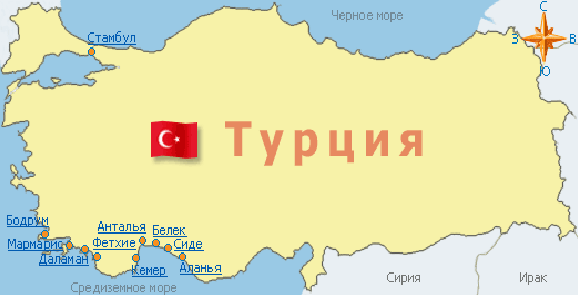 С
Черное море
Стамбул
З
В
Ю
Турция
Бодрум
Анталья
Белек
Мармарис
Фетхие
Сиде
Даламан
Кемер
Аланья
Сирия
Ирак
Средиземное море